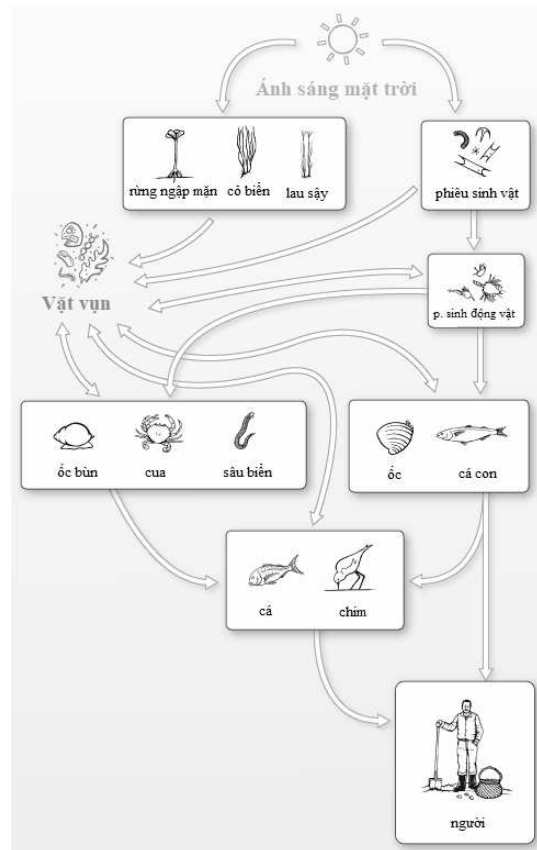 Ánh sáng mặt trời
rừng ngập mặn cỏ biển lau sậy
phiêu sinh vật
Vật vụn
p. sinh động vật
ốc bùn cua sâu biển
ốc cá con
cá chim
người